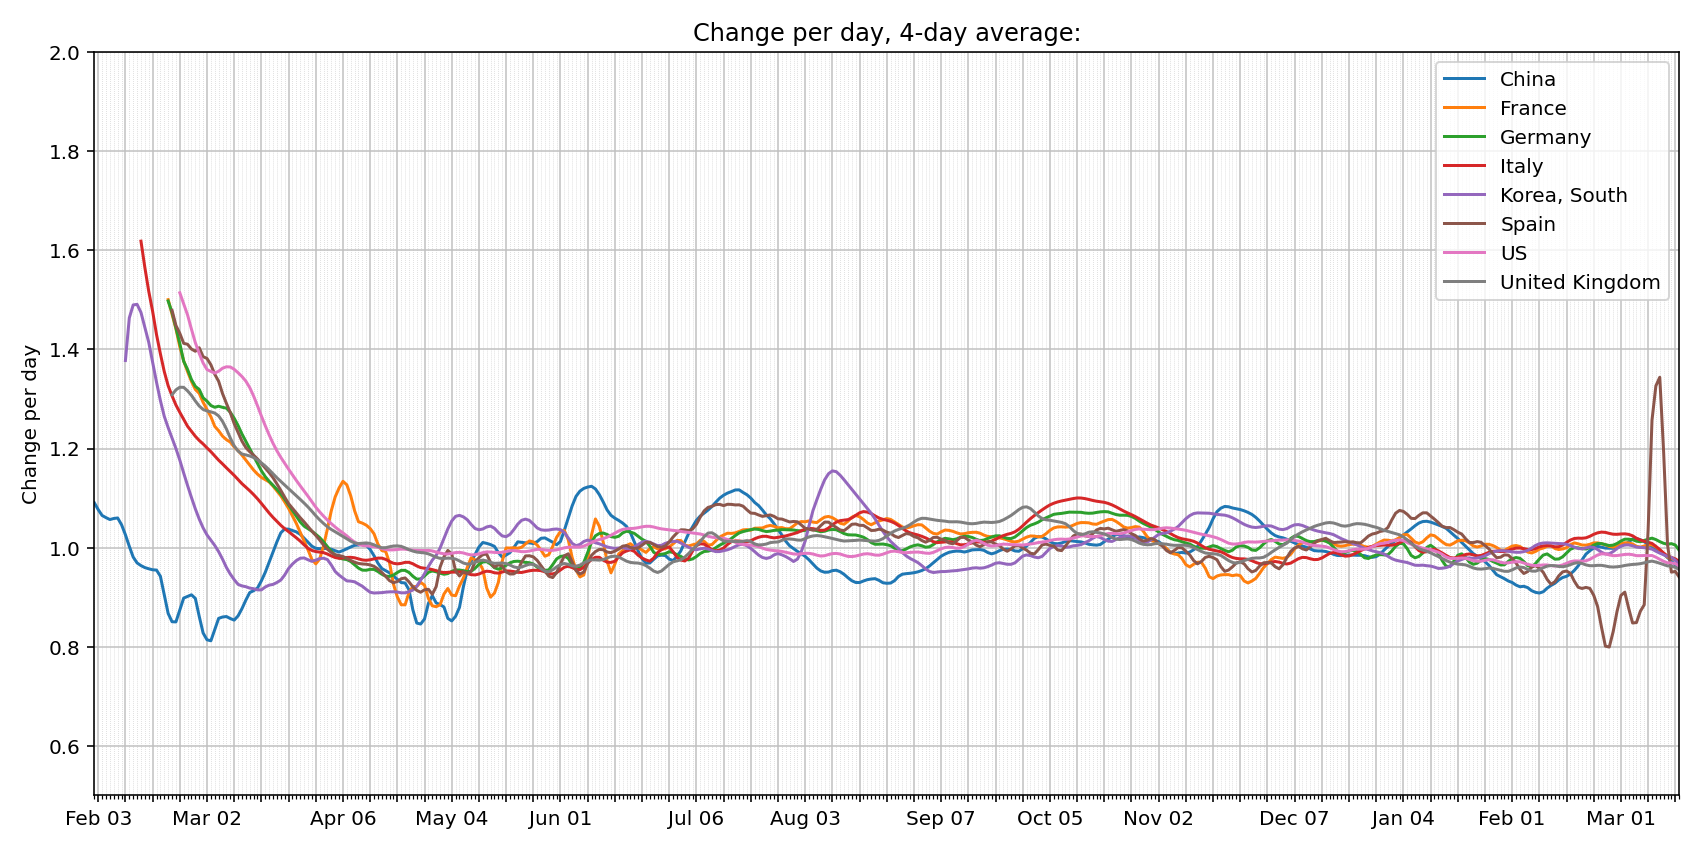 Change per day, 4-day average:
Change per day
2.0
1.8
1.6
1.4
1.2
1.0
0.8
0.6
China
France
Germany
Italy
Korea, South
Spain
US
United Kingdom
Feb 03 Mar 02 Apr 06 May 04 Jun 01 Jul 06 Aug 03 Sep 07 Oct 05 Nov 02 Dec 07 Jan 04 Feb 01 Mar 01